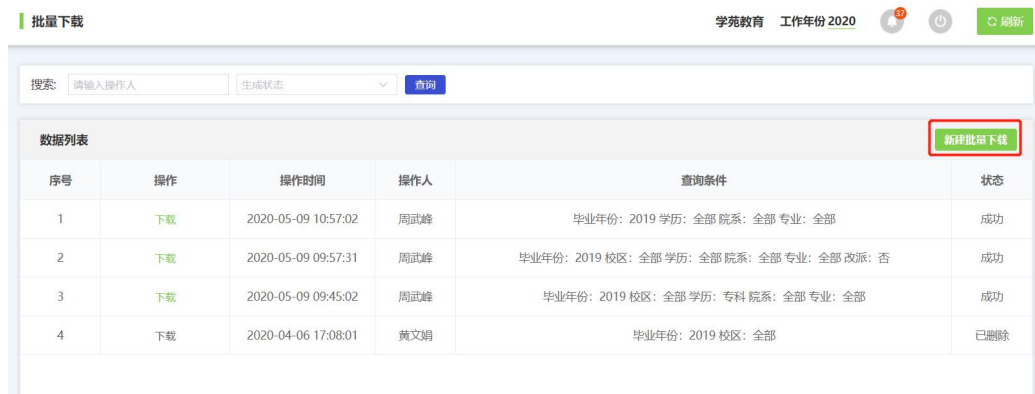 批量下载 学苑教育 工作年份 2020 37 刷新
搜索: 请输入操作人 生成状态 查询
数据列表 新建批量下载
序号 操作 操作时间 操作人 查询条件 状态
1 下载 2020-05-09 10:57:02 周武峰 毕业年份：2019 学历：全部 院系：全部 专业：全部 成功
2 下载 2020-05-09 09:57:31 周武峰 毕业年份：2019 校区：全部 学历：全部 院系：全部 专业：全部 改派：否 成功
3 下载 2020-05-09 09:45:02 周武峰 毕业年份：2019 校区：全部 学历：专科 院系：全部 专业：全部 成功
4 下载 2020-04-06 17:08:01 黄文娟 毕业年份：2019 校区：全部 已删除